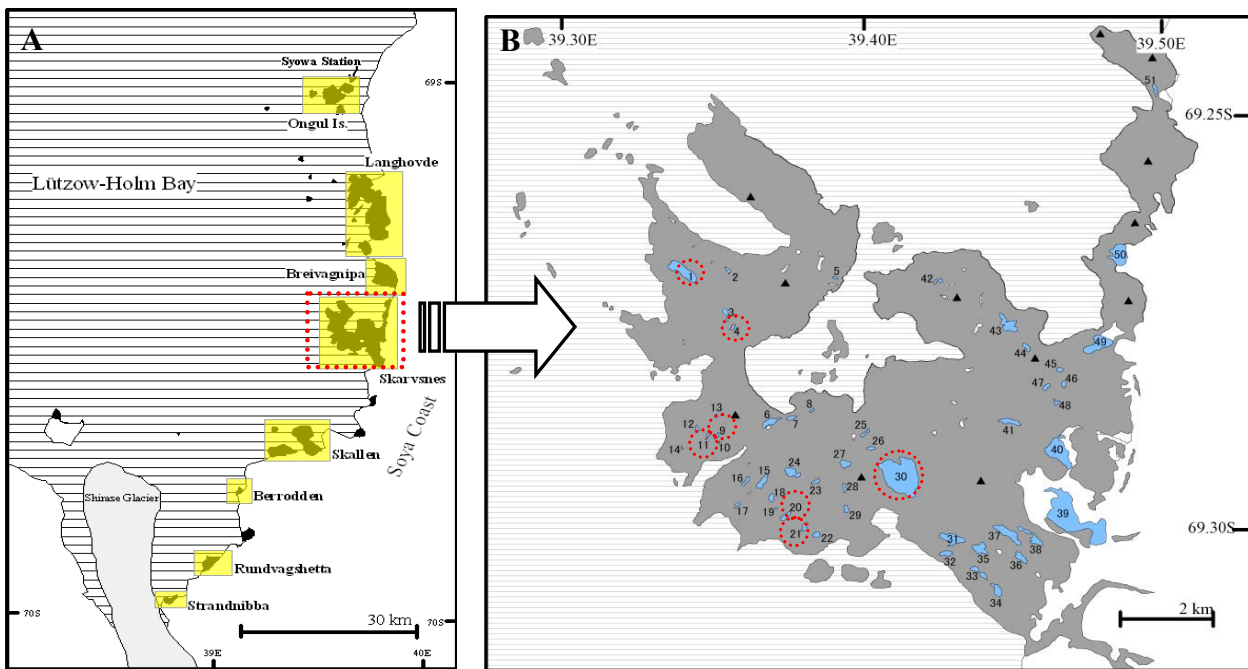 A
Syowa Station
69S
Ongul Is.
Langhovde
Lützow-Holm Bay
Breivagnipa
Skarvsnes
Soya Coast
Skallen
Shirase Glacier
Berrodden
Rundvagshetta
Strandnibba
70S
30 km
70S
39E
40E
B
39.30E
39.40E
39.50E
51
69.25S
50
1
2
5
42
3
4
43
49
44
45
46
47
48
13
6
7
8
12
9
11
10
14
25
26
41
40
27
30
24
15
16
23
28
18
39
17
19
20
29
21
22
31
37
38
69.30S
32
35
36
33
34
2 km